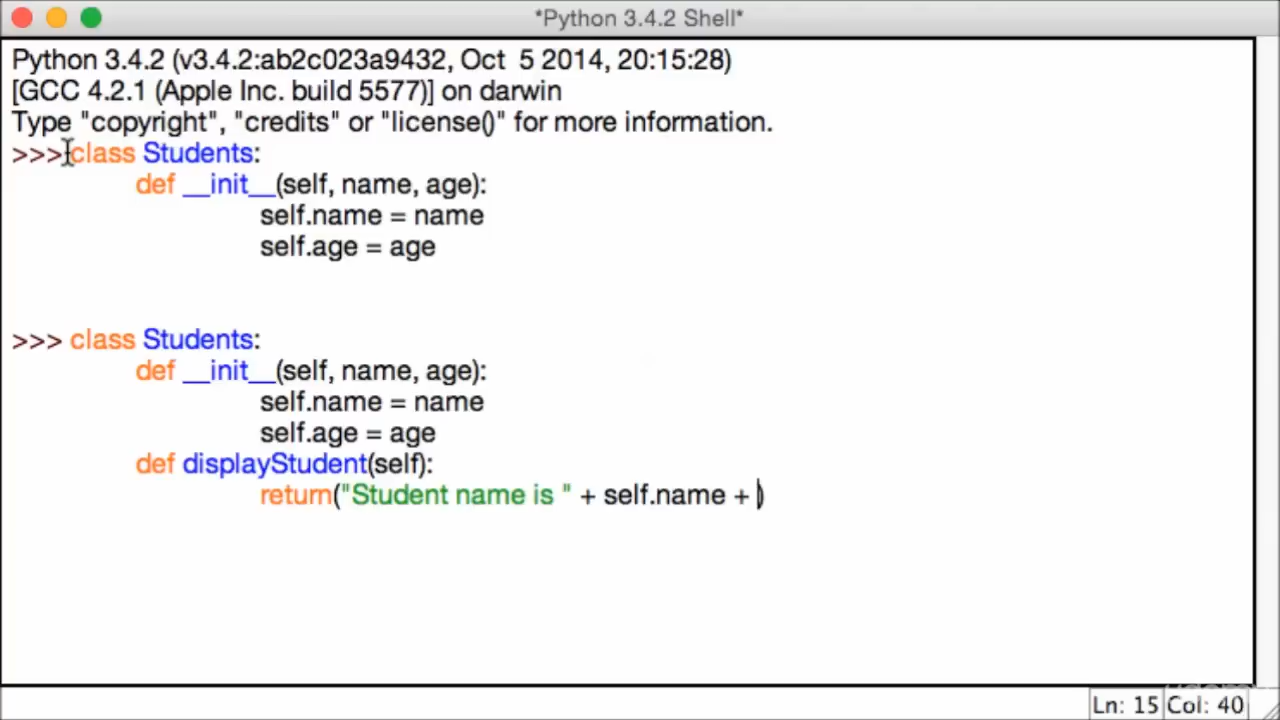 *Python 3.4.2 Shell*
Python 3.4.2 (v3.4.2:ab2c023a9432, Oct  5 2014, 20:15:28)
[GCC 4.2.1 (Apple Inc. build 5577)] on darwin
Type "copyright", "credits" or "license()" for more information.
>>> class Students:
def __init__(self, name, age):
self.name = name
self.age = age
>>> class Students:
def __init__(self, name, age):
self.name = name
self.age = age
def displayStudent(self):
return("Student name is " + self.name + )
Ln: 15 Col: 40